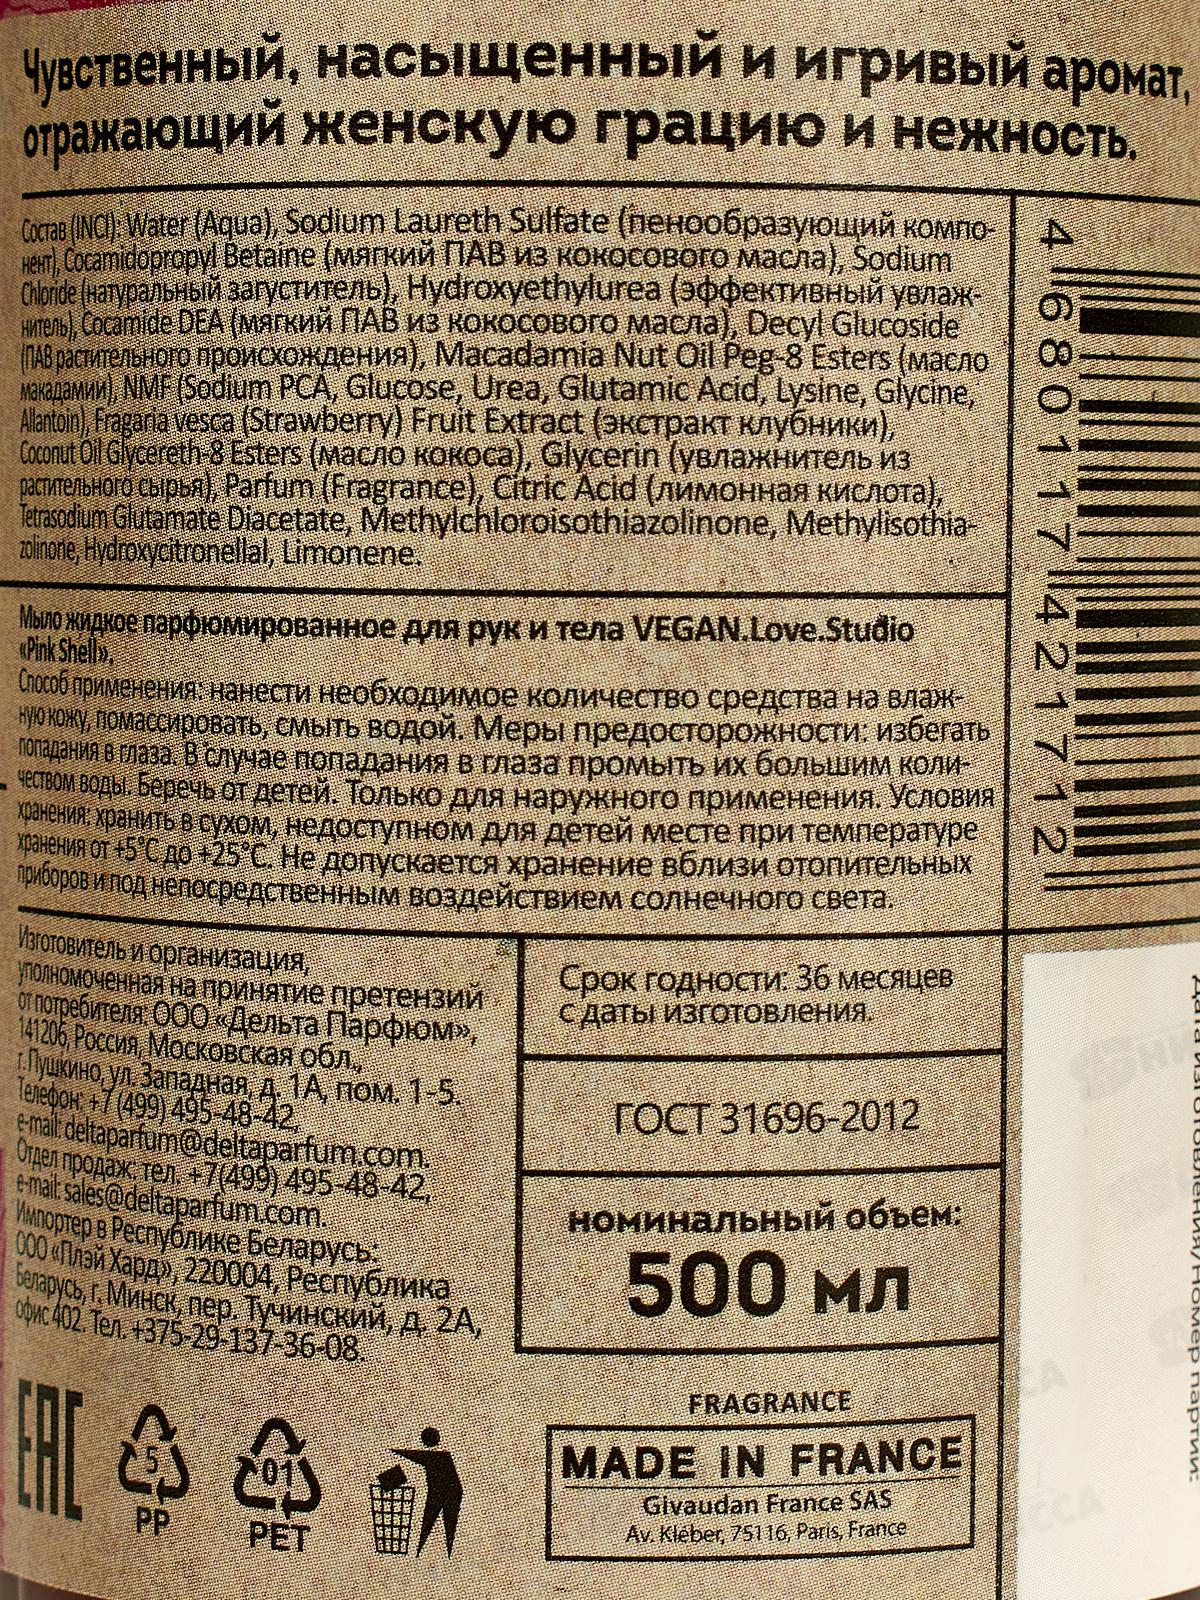 Чувственный, насыщенный и игривый аромат,
отражающий женскую грацию и нежность.
Состав (INCI): Water (Aqua), Sodium Laureth Sulfate (пенообразующий компо-
нент), Cocamidopropyl Betaine (мягкий ПАВ из кокосового масла), Sodium
Chloride (натуральный загуститель), Hydroxyethylurea (эффективный увлаж-
нитель), Cocamide DEA (мягкий ПАВ из кокосового масла), Decyl Glucoside
(ПАВ растительного происхождения), Macadamia Nut Oil Peg-8 Esters (масло
макадамии), NMF (Sodium PCA, Glucose, Urea, Glutamic Acid, Lysine, Glycine,
Allantoin), Fragaria vesca (Strawberry) Fruit Extract (экстракт клубники),
Coconut Oil Glycereth-8 Esters (масло кокоса), Glycerin (увлажнитель из
растительного сырья), Parfum (Fragrance), Citric Acid (лимонная кислота),
Tetrasodium Glutamate Diacetate, Methylchloroisothiazolinone, Methylisothia-
zolinone, Hydroxycitronellal, Limonene.
4 680117 421712
Мыло жидкое парфюмированное для рук и тела VEGAN.Love.Studio
«Pink Shell».
Способ применения: нанести необходимое количество средства на влаж-
ную кожу, помассировать, смыть водой. Меры предосторожности: избегать
попадания в глаза. В случае попадания в глаза промыть их большим коли-
чеством воды. Беречь от детей. Только для наружного применения. Условия
хранения: хранить в сухом, недоступном для детей месте при температуре
хранения от +5°C до +25°C. Не допускается хранение вблизи отопительных
приборов и под непосредственным воздействием солнечного света.
Изготовитель и организация,
уполномоченная на принятие претензий
от потребителя: ООО «Дельта Парфюм»,
141206, Россия, Московская обл.,
г. Пушкино, ул. Западная, д. 1А, пом. 1-5.
Телефон: +7 (499) 495-48-42,
e-mail: deltaparfum@deltaparfum.com.
Отдел продаж: тел. +7(499) 495-48-42,
e-mail: sales@deltaparfum.com.
Импортер в Республике Беларусь:
ООО «Плэй Хард», 220004, Республика
Беларусь, г. Минск, пер. Тучинский, д. 2А,
офис 402. Тел. +375-29-137-36-08.
Срок годности: 36 месяцев
с даты изготовления.
ГОСТ 31696-2012
номинальный объем:
500 мл
EAC
5
PP
01
PET
FRAGRANCE
MADE IN FRANCE
Givaudan France SAS
Av. Kléber, 75116, Paris, France
Дата изготовления/номер партии: